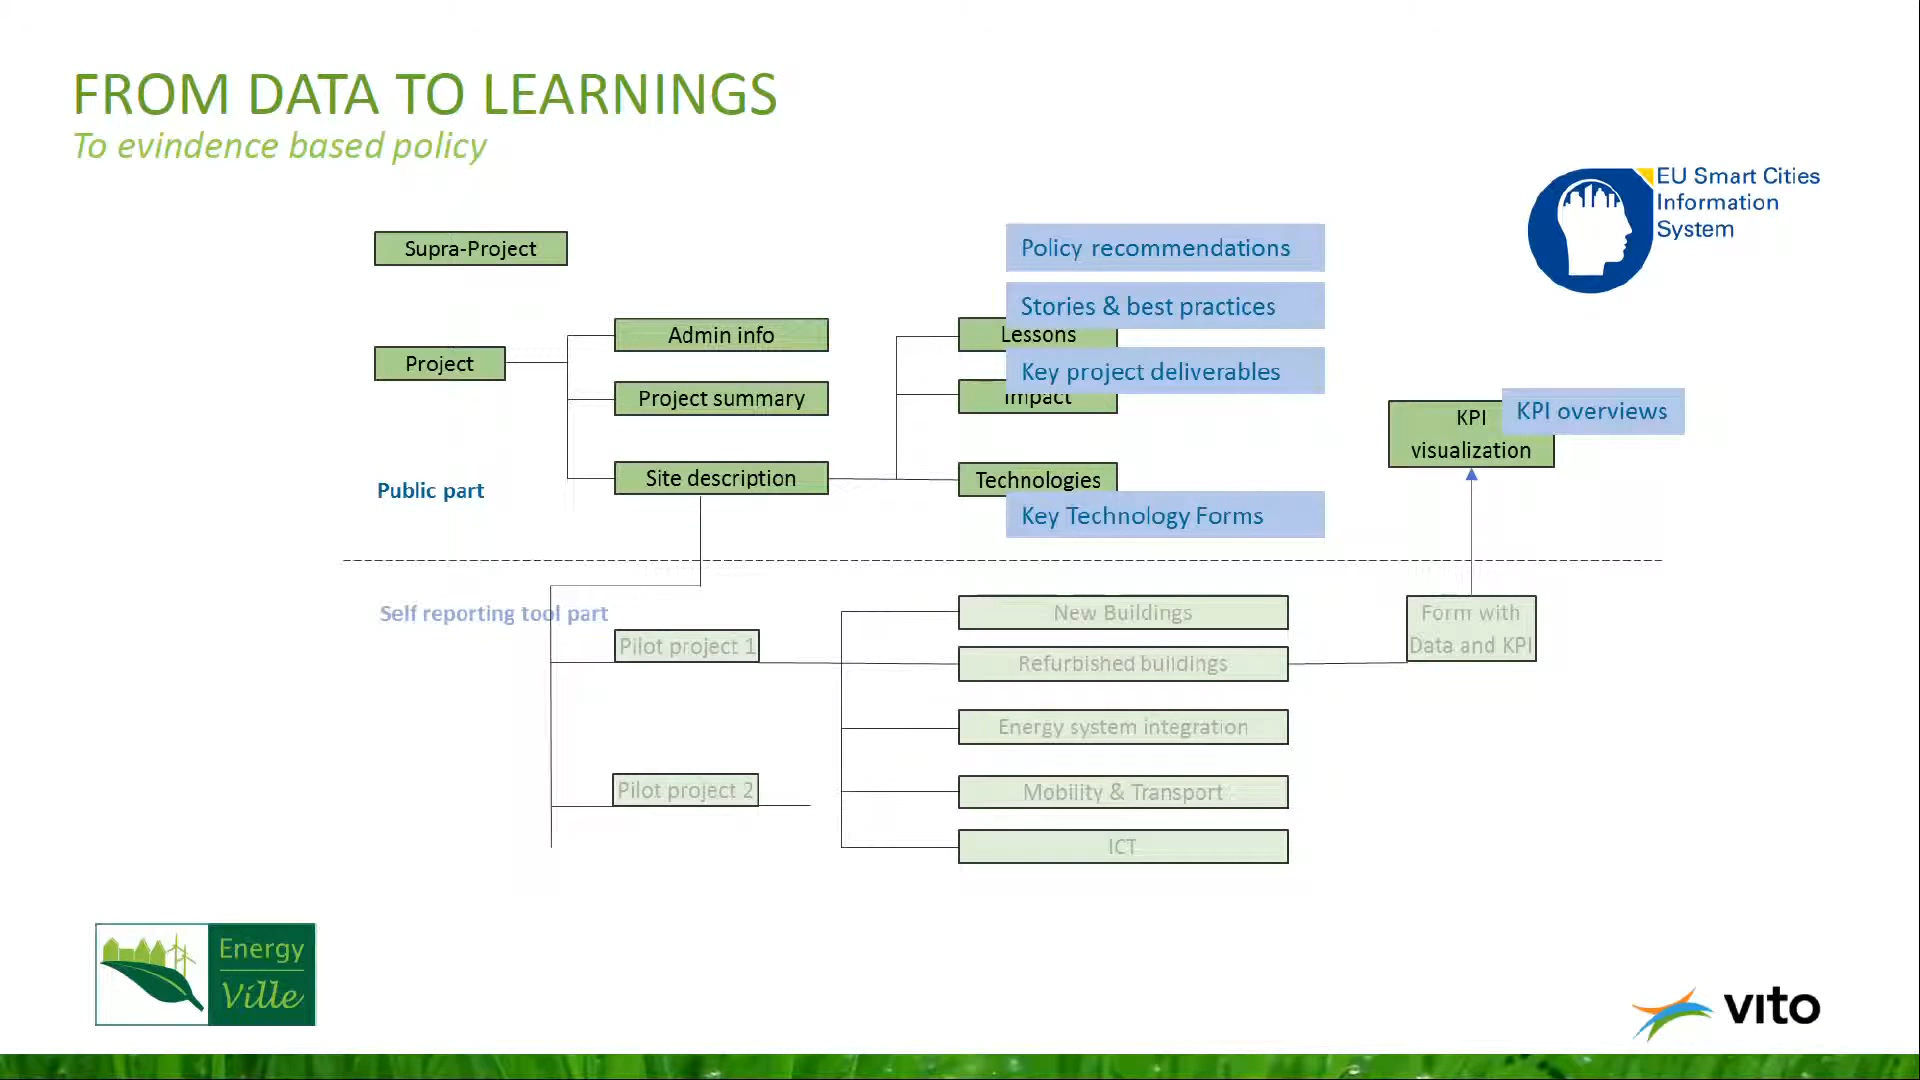 FROM DATA TO LEARNINGS
To evindence based policy
EU Smart Cities
Information
System
Supra-Project
Policy recommendations
Stories & best practices
Admin info
Lessons
Project
Key project deliverables
Project summary
Impact
KPI overviews
KPI
visualization
Site description
Technologies
Public part
Key Technology Forms
Self reporting tool part
New Buildings
Form with
Data and KPI
Pilot project 1
Refurbished buildings
Energy system integration
Pilot project 2
Mobility & Transport
ICT
Energy
Ville
vito